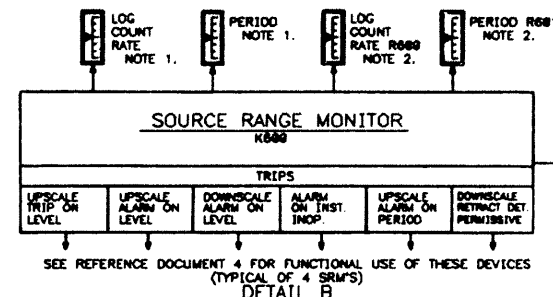 LOG
COUNT
RATE
NOTE 1.
PERIOD
NOTE 1.
LOG
COUNT
RATE R600
NOTE 2.
PERIOD R60
NOTE 2.
SOURCE RANGE MONITOR
K600
TRIPS
UPSCALE
TRIP ON
LEVEL
UPSCALE
ALARM ON
LEVEL
DOWNSCALE
ALARM ON
LEVEL
ALARM
ON INST.
INOP.
UPSCALE
ALARM ON
PERIOD
DOWNSCALE
RETRACT DET.
PERMISSIVE
SEE REFERENCE DOCUMENT 4 FOR FUNCTIONAL USE OF THESE DEVICES
(TYPICAL OF 4 SRM'S)
DETAIL B